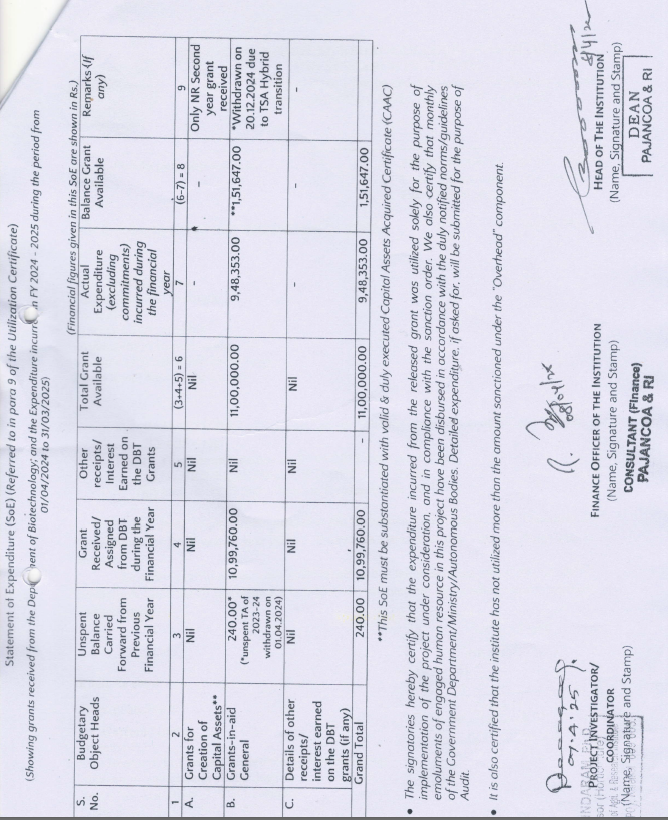 Statement of Expenditure (SoE) (Referred to in para 9 of the Utilization Certificate)
(Showing grants received from the Dep of Biotechnology; and the Expenditure incurr FY 2024 - 2025 during the period from
01/04/2024 to 31/03/2025)
(Financial figures given in this SoE are shown in Rs.)
S. No. Budgetary Object Heads Unspent Balance Carried Forward from Previous Financial Year Grant Received/ Assigned from DBT during the Financial Year Other receipts/ Interest Earned on the DBT Grants Total Grant Available Actual Expenditure (excluding commitments) incurred during the financial year Balance Grant Available Remarks (if any)
1 2 3 4 5 (3+4+5) = 6 7 (6-7) = 8 9
A. Grants for Creation of Capital Assets** Nil Nil Nil Nil - - Only NR Second year grant received
B. Grants-in-aid General 240.00* (*unspent TA of 2023-24 withdrawn on 01.04.2024) 10,99,760.00 Nil 11,00,000.00 9,48,353.00 **1,51,647.00 *Withdrawn on 20.12.2024 due to TSA Hybrid transition
C. Details of other receipts/ interest earned on the DBT grants (if any) Nil Nil Nil Nil - - -
Grand Total 240.00 10,99,760.00 - 11,00,000.00 9,48,353.00 1,51,647.00
**This SoE must be substantiated with valid & duly executed Capital Assets Acquired Certificate (CAAC)
• The signatories hereby certify that the expenditure incurred from the released grant was utilized solely for the purpose of
implementation of the project under consideration, and in compliance with the sanction order. We also certify that monthly
emoluments of engaged human resource in this project have been disbursed in accordance with the duly notified norms/guidelines
of the Government Department/Ministry/Autonomous Bodies. Detailed expenditure, if asked for, will be submitted for the purpose of
Audit.
• It is also certified that the institute has not utilized more than the amount sanctioned under the "Overhead" component.
PROJECT INVESTIGATOR/
COORDINATOR
(Name, Signature and Stamp)
FINANCE OFFICER OF THE INSTITUTION
(Name, Signature and Stamp)
CONSULTANT (Finance)
PAJANCOA & RI
HEAD OF THE INSTITUTION
(Name, Signature and Stamp)
DEAN
PAJANCOA & RI